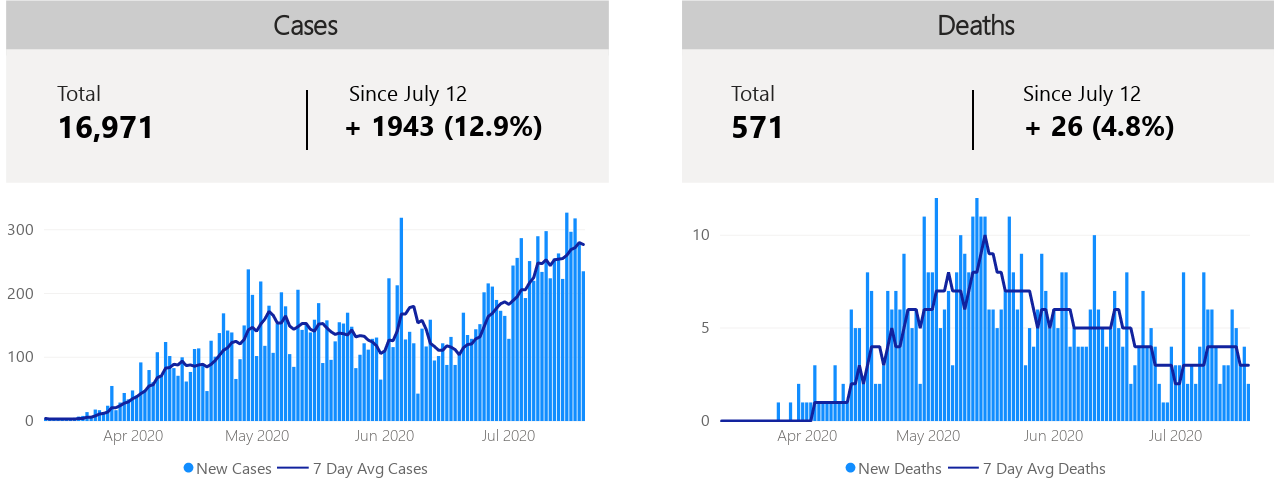 Cases
Total
Since July 12
16,971
+ 1943 (12.9%)
300
200
100
0
Apr 2020 May 2020 Jun 2020 Jul 2020
New Cases 7 Day Avg Cases
Deaths
Total
Since July 12
571
+ 26 (4.8%)
10
5
0
Apr 2020 May 2020 Jun 2020 Jul 2020
New Deaths 7 Day Avg Deaths